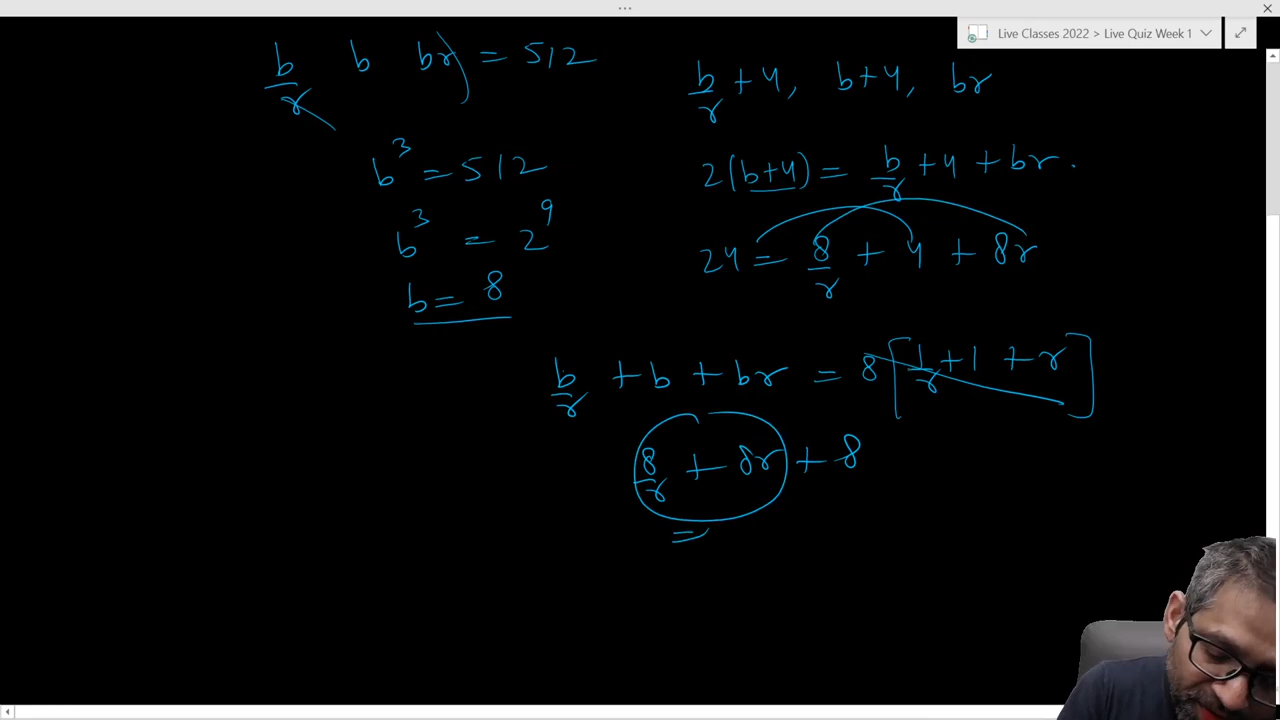 Live Classes 2022 > Live Quiz Week 1
b/r b br) = 512
b³ = 512
b³ = 2⁹
b = 8
b/r + 4, b+4, br
2(b+4) = b/r + 4 + br.
24 = 8/r + 4 + 8r
b/r + b + br = 8[1/r + 1 + r]
8/r + 8r + 8
=